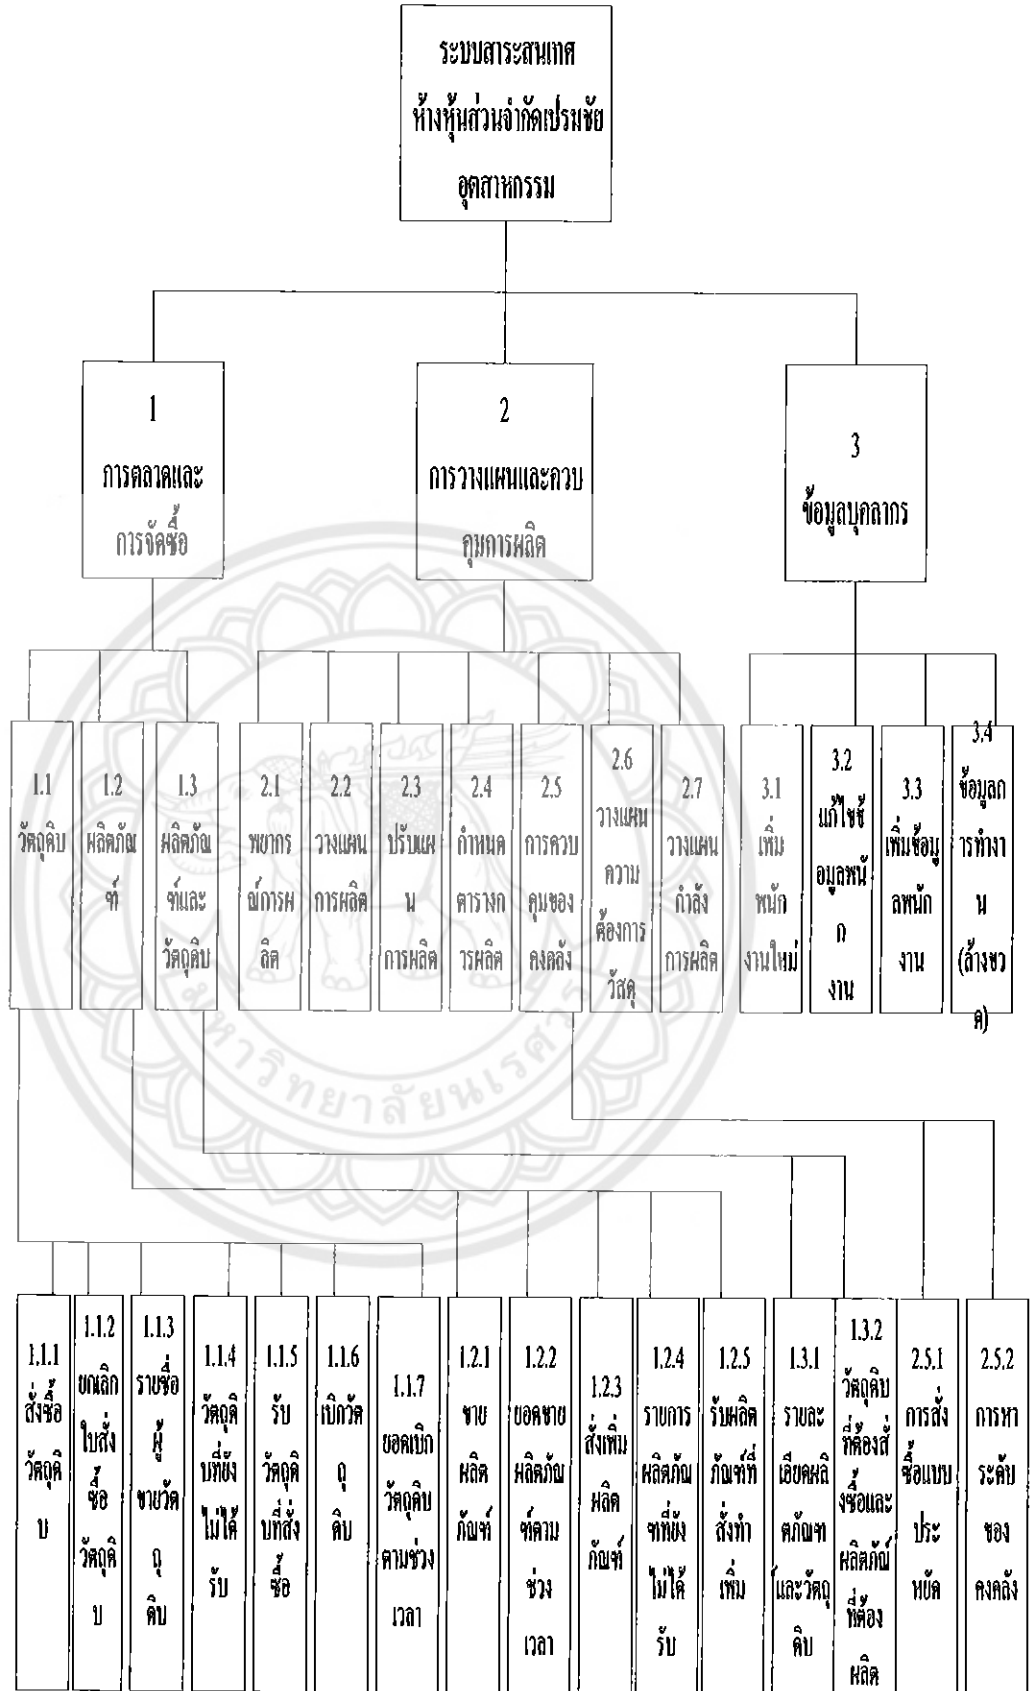 ระบบสาระสนเทศ
ห้างหุ้นส่วนจำกัดเปรมชัย
อุตสาหกรรม
1
การตลาดและ
การจัดซื้อ
2
การวางแผนและควบ
คุมการผลิต
3
ข้อมูลบุคลากร
1.1
วัตถุดิบ
1.2
ผลิตภัณ
ฑ์
1.3
ผลิตภัณ
ฑ์และ
วัตถุดิบ
2.1
พยากร
ณ์การผ
ลิต
2.2
วางแผน
การผลิต
2.3
ปรับแผ
น
การผลิต
2.4
กำหนด
ตารางก
ารผลิต
2.5
การควบ
คุมของ
คงคลัง
2.6
วางแผน
ความ
ต้องการ
วัสดุ
2.7
วางแผน
กำลัง
การผลิต
3.1
เพิ่ม
พนัก
งานใหม่
3.2
แก้ไขข้
อมูลพนั
ก
งาน
3.3
เพิ่มข้อมู
ลพนัก
งาน
3.4
ข้อมูลก
ารทำงา
น
(ล้างขว
ด)
มหาวิทยาลัยนเรศวร
1.1.1
สั่งซื้อ
วัตถุดิ
บ
1.1.2
ยกเลิก
ใบสั่ง
ซื้อ
วัตถุดิ
บ
1.1.3
รายชื่อ
ผู้
ขายวัต
ถุ
ดิบ
1.1.4
วัตถุดิ
บที่ยัง
ไม่ได้
รับ
1.1.5
รับ
วัตถุดิ
บที่สั่ง
ซื้อ
1.1.6
เบิกวัต
ถุ
ดิบ
1.1.7
ยอดเบิก
วัตถุดิบ
ตามช่วง
เวลา
1.2.1
ขาย
ผลิต
ภัณฑ์
1.2.2
ยอดขาย
ผลิตภัณ
ฑ์ตาม
ช่วง
เวลา
1.2.3
สั่งเพิ่ม
ผลิต
ภัณฑ์
1.2.4
รายการ
ผลิตภัณ
ฑที่ยัง
ไม่ได้
รับ
1.2.5
รับผลิต
ภัณฑ์ที่
สั่งทำ
เพิ่ม
1.3.1
รายละ
เอียดผลิ
ตภัณฑ
์และวัตถุ
ดิบ
1.3.2
วัตถุดิบ
ที่ต้องสั่
งซื้อและ
ผลิตภัณ์
ที่ต้อง
ผลิต
2.5.1
การสั่ง
ซื้อแบบ
ประ
หยัด
2.5.2
การหา
ระดับ
ของ
คงคลัง